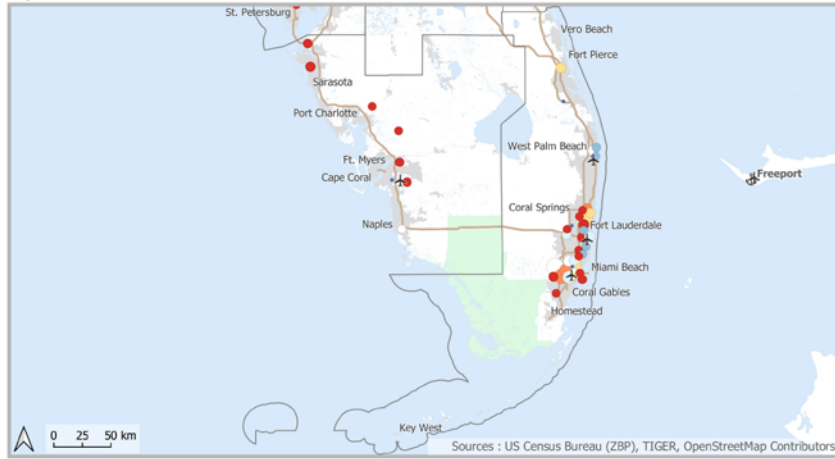 St. Petersburg
Vero Beach
Fort Pierce
Sarasota
Port Charlotte
West Palm Beach
Ft. Myers
Cape Coral
Freeport
Coral Springs
Naples
Fort Lauderdale
Miami Beach
Coral Gables
Homestead
Key West
0 25 50 km
Sources : US Census Bureau (ZBP), TIGER, OpenStreetMap Contributors